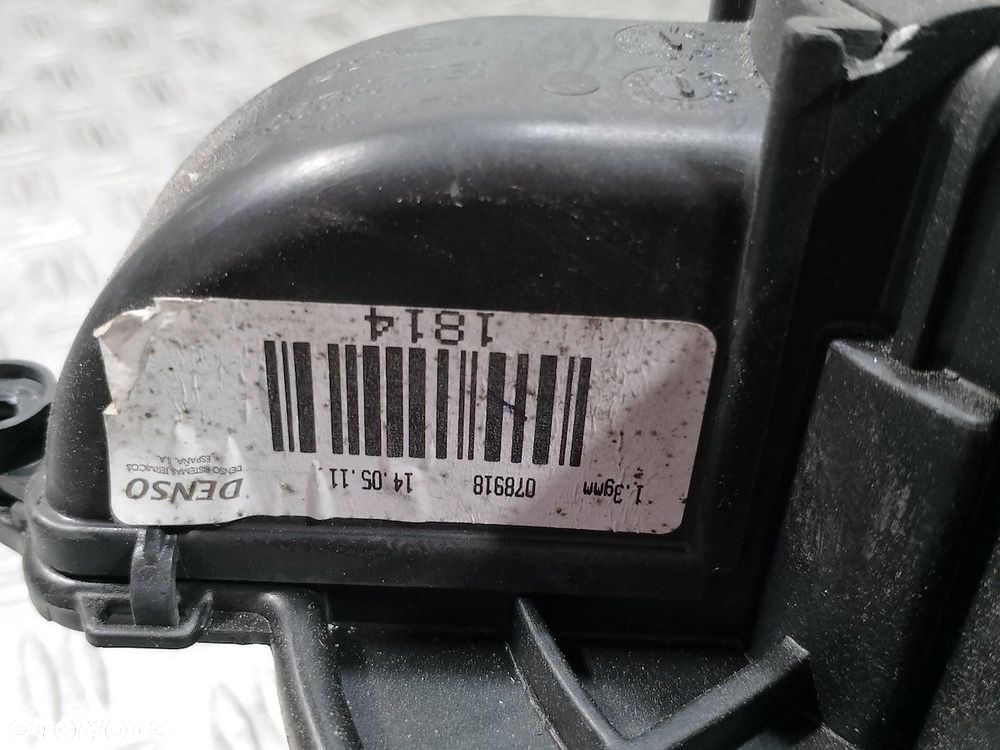 1.3gmm 078918 14.05.11 DENSO
DENSO SISTEMAS TERMICOS
ESPAÑA, S.A.
1814